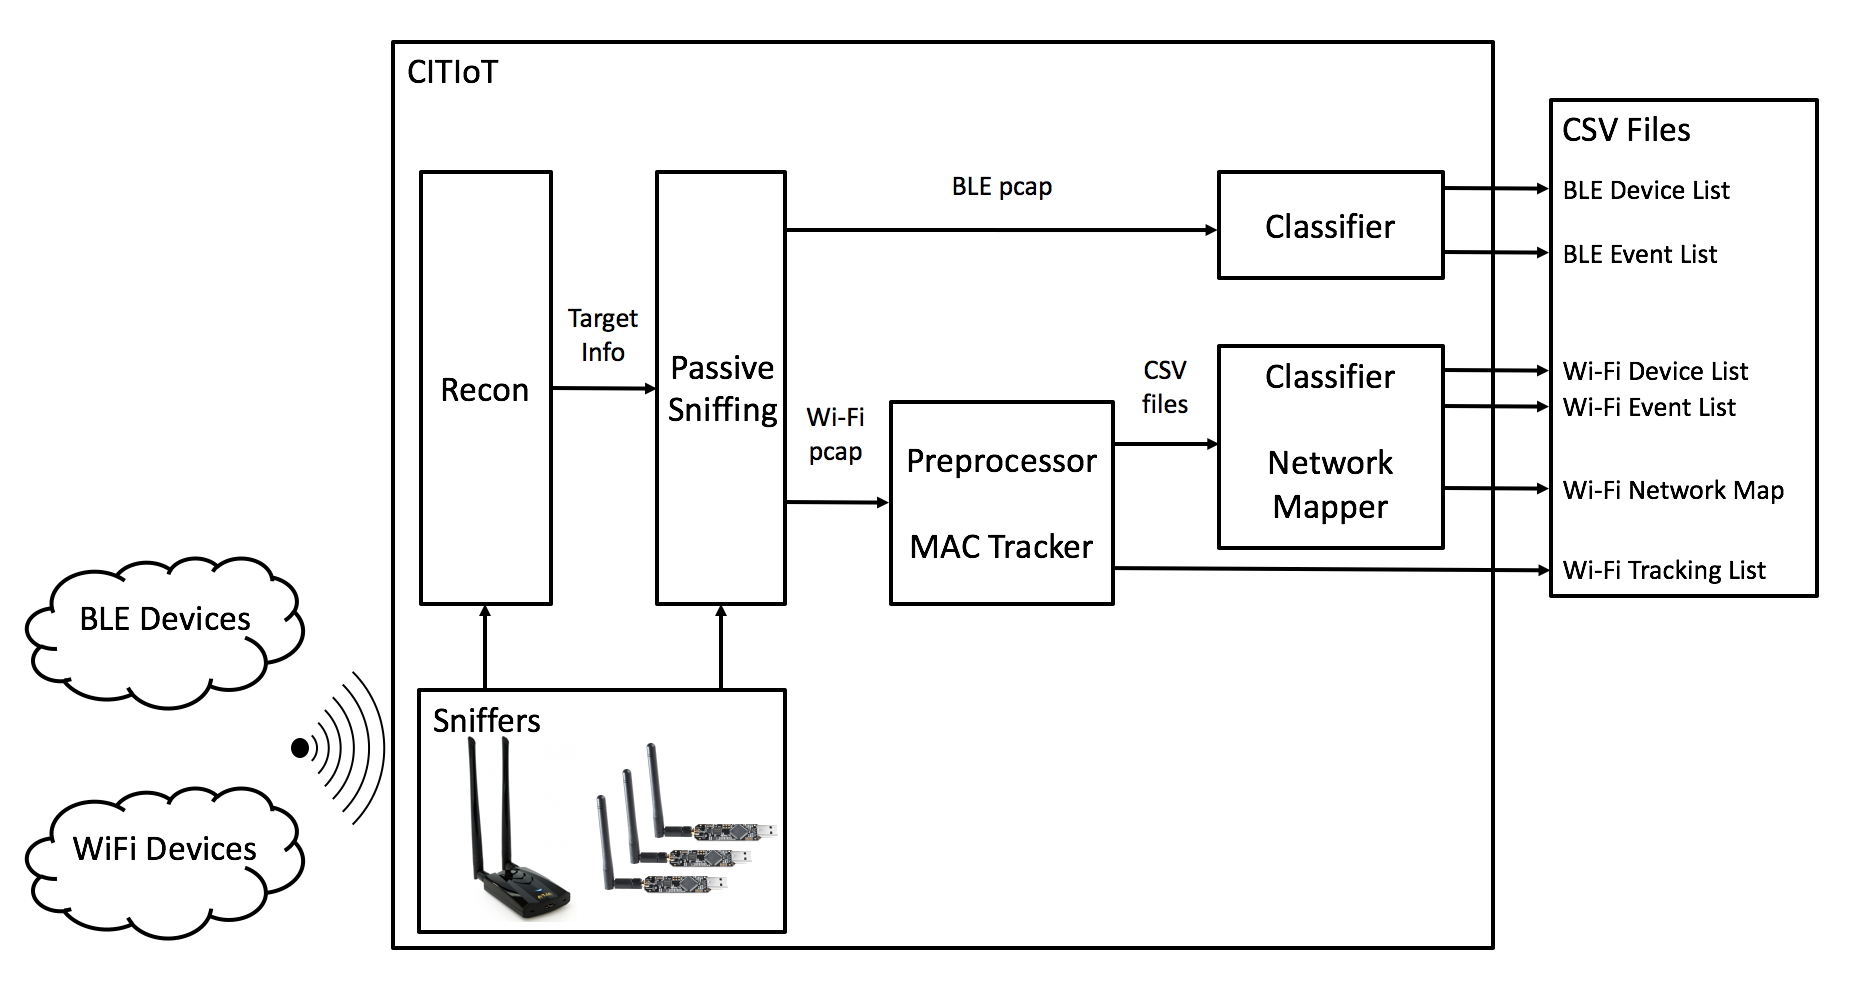 CITIoT
CSV Files
BLE pcap
BLE Device List
Classifier
BLE Event List
Target
Info
Recon
Passive
Sniffing
Wi-Fi
pcap
CSV
files
Preprocessor
MAC Tracker
Classifier
Network
Mapper
Wi-Fi Device List
Wi-Fi Event List
Wi-Fi Network Map
Wi-Fi Tracking List
BLE Devices
WiFi Devices
Sniffers